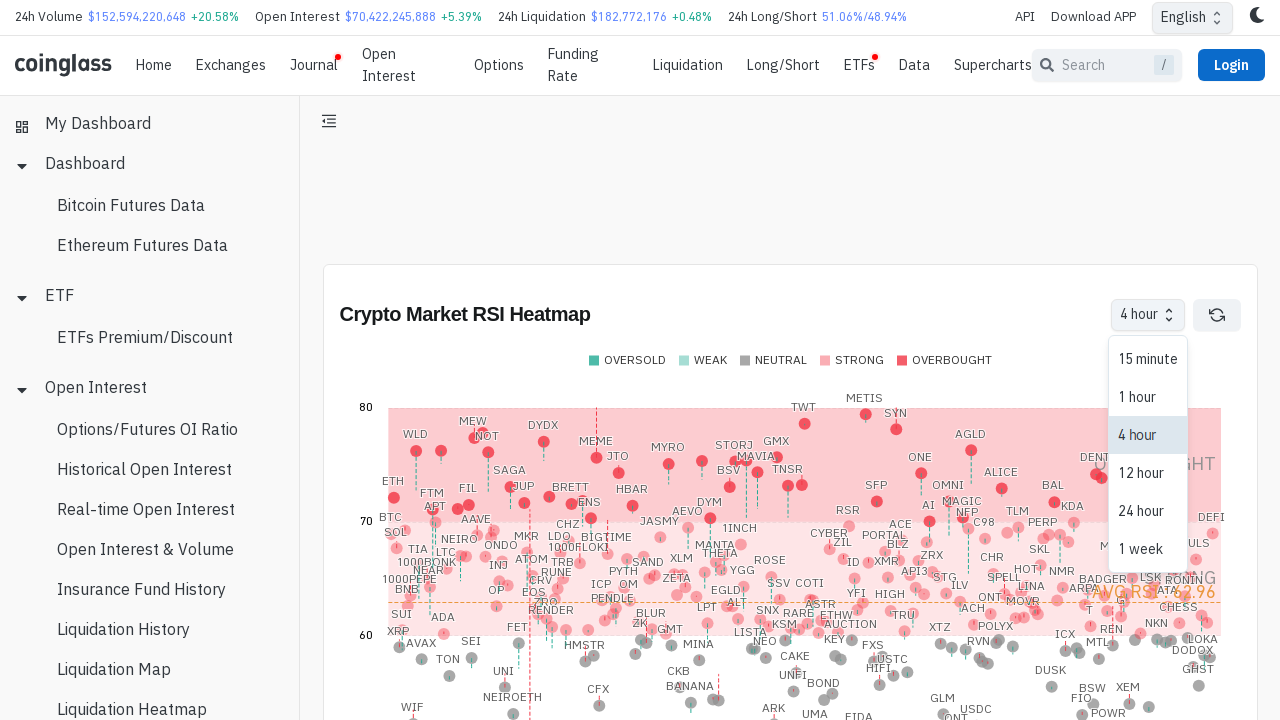 24h Volume $152,594,220,648 +20.58% Open Interest $70,422,245,888 +5.39% 24h Liquidation $182,772,176 +0.48% 24h Long/Short 51.06%/48.94% API Download APP English
coinglass Home Exchanges Journal Open Interest Options Funding Rate Liquidation Long/Short ETFs Data Supercharts Search / Login
My Dashboard
Dashboard
Bitcoin Futures Data
Ethereum Futures Data
ETF
ETFs Premium/Discount
Open Interest
Options/Futures OI Ratio
Historical Open Interest
Real-time Open Interest
Open Interest & Volume
Insurance Fund History
Liquidation History
Liquidation Map
Liquidation Heatmap
Crypto Market RSI Heatmap 4 hour
15 minute
1 hour
4 hour
12 hour
24 hour
1 week
OVERSOLD WEAK NEUTRAL STRONG OVERBOUGHT
80
70
60
METIS
TWT SYN
MEW
WLD NOT DYDX MEME JTO MYRO STORJ MAVIA GMX AGLD
ETH SAGA BSV TNSR ONE ALICE
FTM FIL JUP BRETT HBAR SFP OMNI BAL
APT ENS DYM AI MAGIC NFP KDA
BTC AAVE CHZ JASMY AEVO 1INCH RSR ACE C98 TLM PERP DEFI
SOL NEIRO MKR LDO BIGTIME CYBER PORTAL
TIA LTC ONDO 1000FLOKI MANTA ZIL BLZ SKL
1000BONK INJ ATOM TRB SAND XLM THETA ROSE ID XMR ZRX CHR
NEAR RUNE PYTH YGG API3 HOT NMR
1000PEPE CRV ICP OM ZETA SSV COTI STG SPELL BADGER LSK RONIN
BNB OP EOS EGLD YFI HIGH ILV LINA ARPA
AVG RSI : 62.96
SUI ADA RENDER PENDLE BLUR LPT ALT SNX RARE ASTR ETHW TRU ACH ONT MOVR CHESS
XRP FET ZK GMT LISTA KSM AUCTION XTZ POLYX REN NKN
AVAX SEI HMSTR MINA NEO KEY FXS RVN ICX MTL LOKA
TON CAKE USTC DODOX
UNI CKB UNFI HIFI DUSK GHST
NEIROETH CFX BANANA BOND BSW XEM
WIF ARK UMA GLM USDC FIO POWR